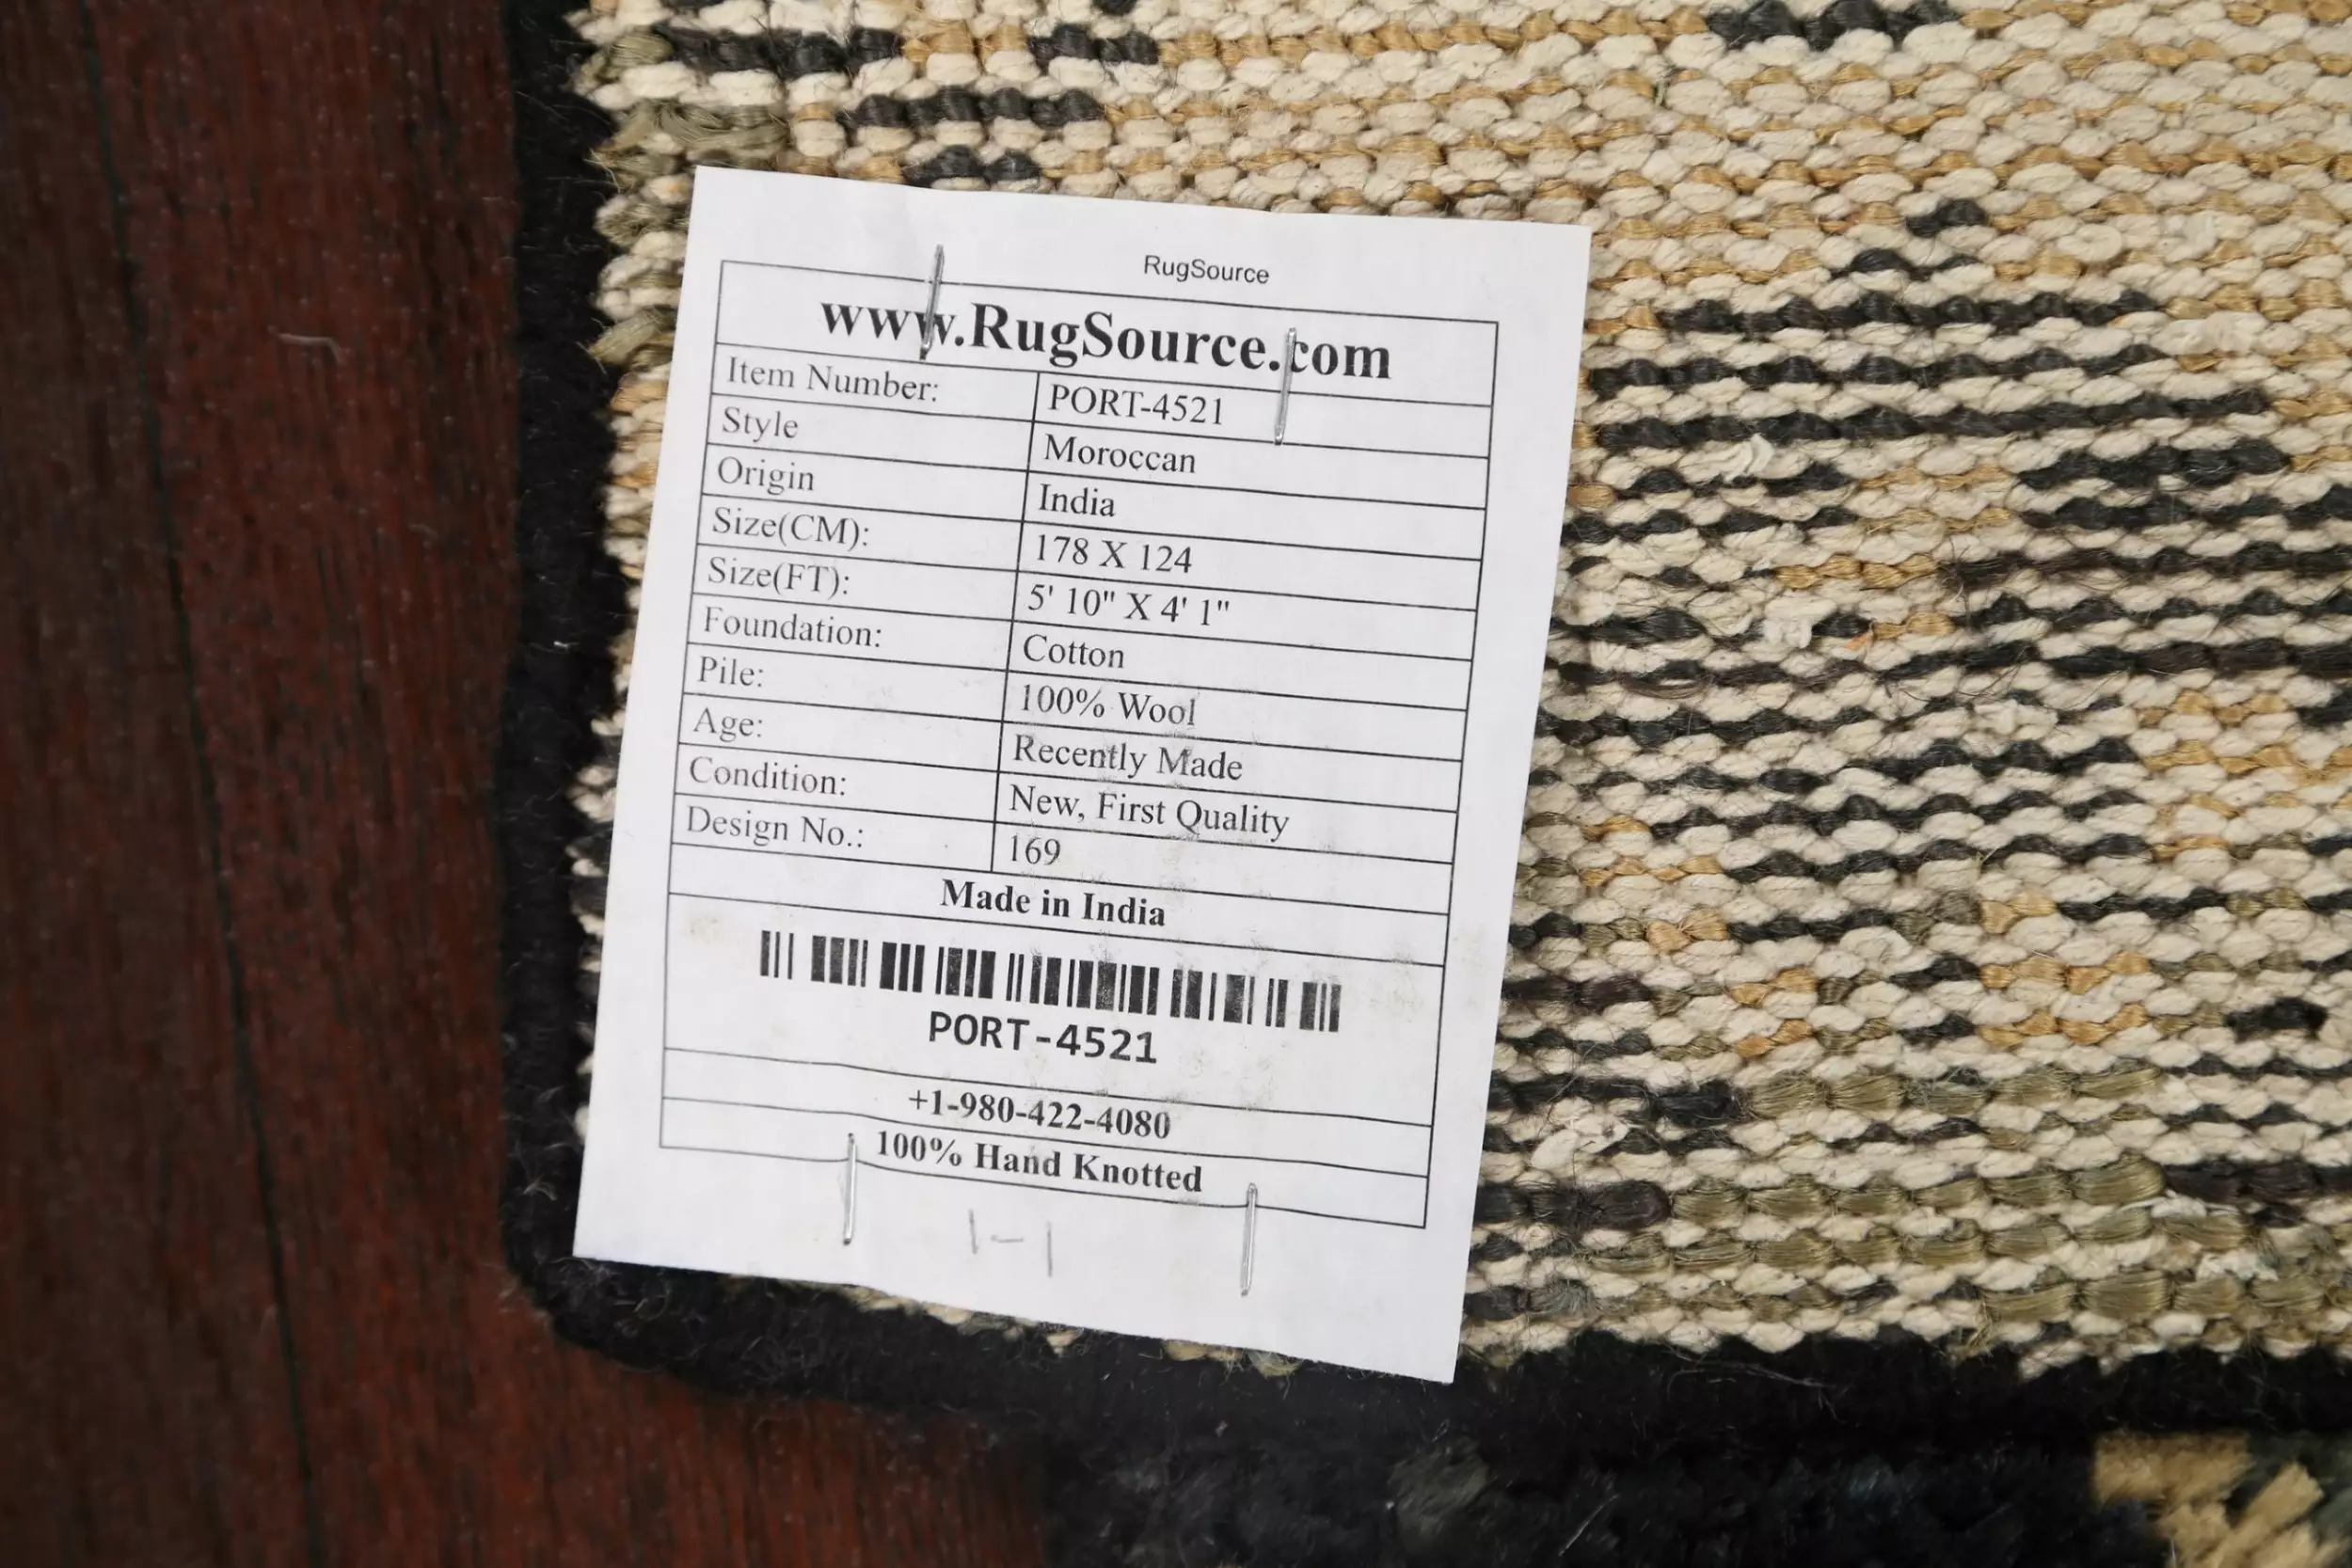 RugSource
www.RugSource.com
Item Number: PORT-4521
Style Moroccan
Origin India
Size(CM): 178 X 124
Size(FT): 5' 10" X 4' 1"
Foundation: Cotton
Pile: 100% Wool
Age: Recently Made
Condition: New, First Quality
Design No.: 169
Made in India
PORT-4521
+1-980-422-4080
100% Hand Knotted
1-1